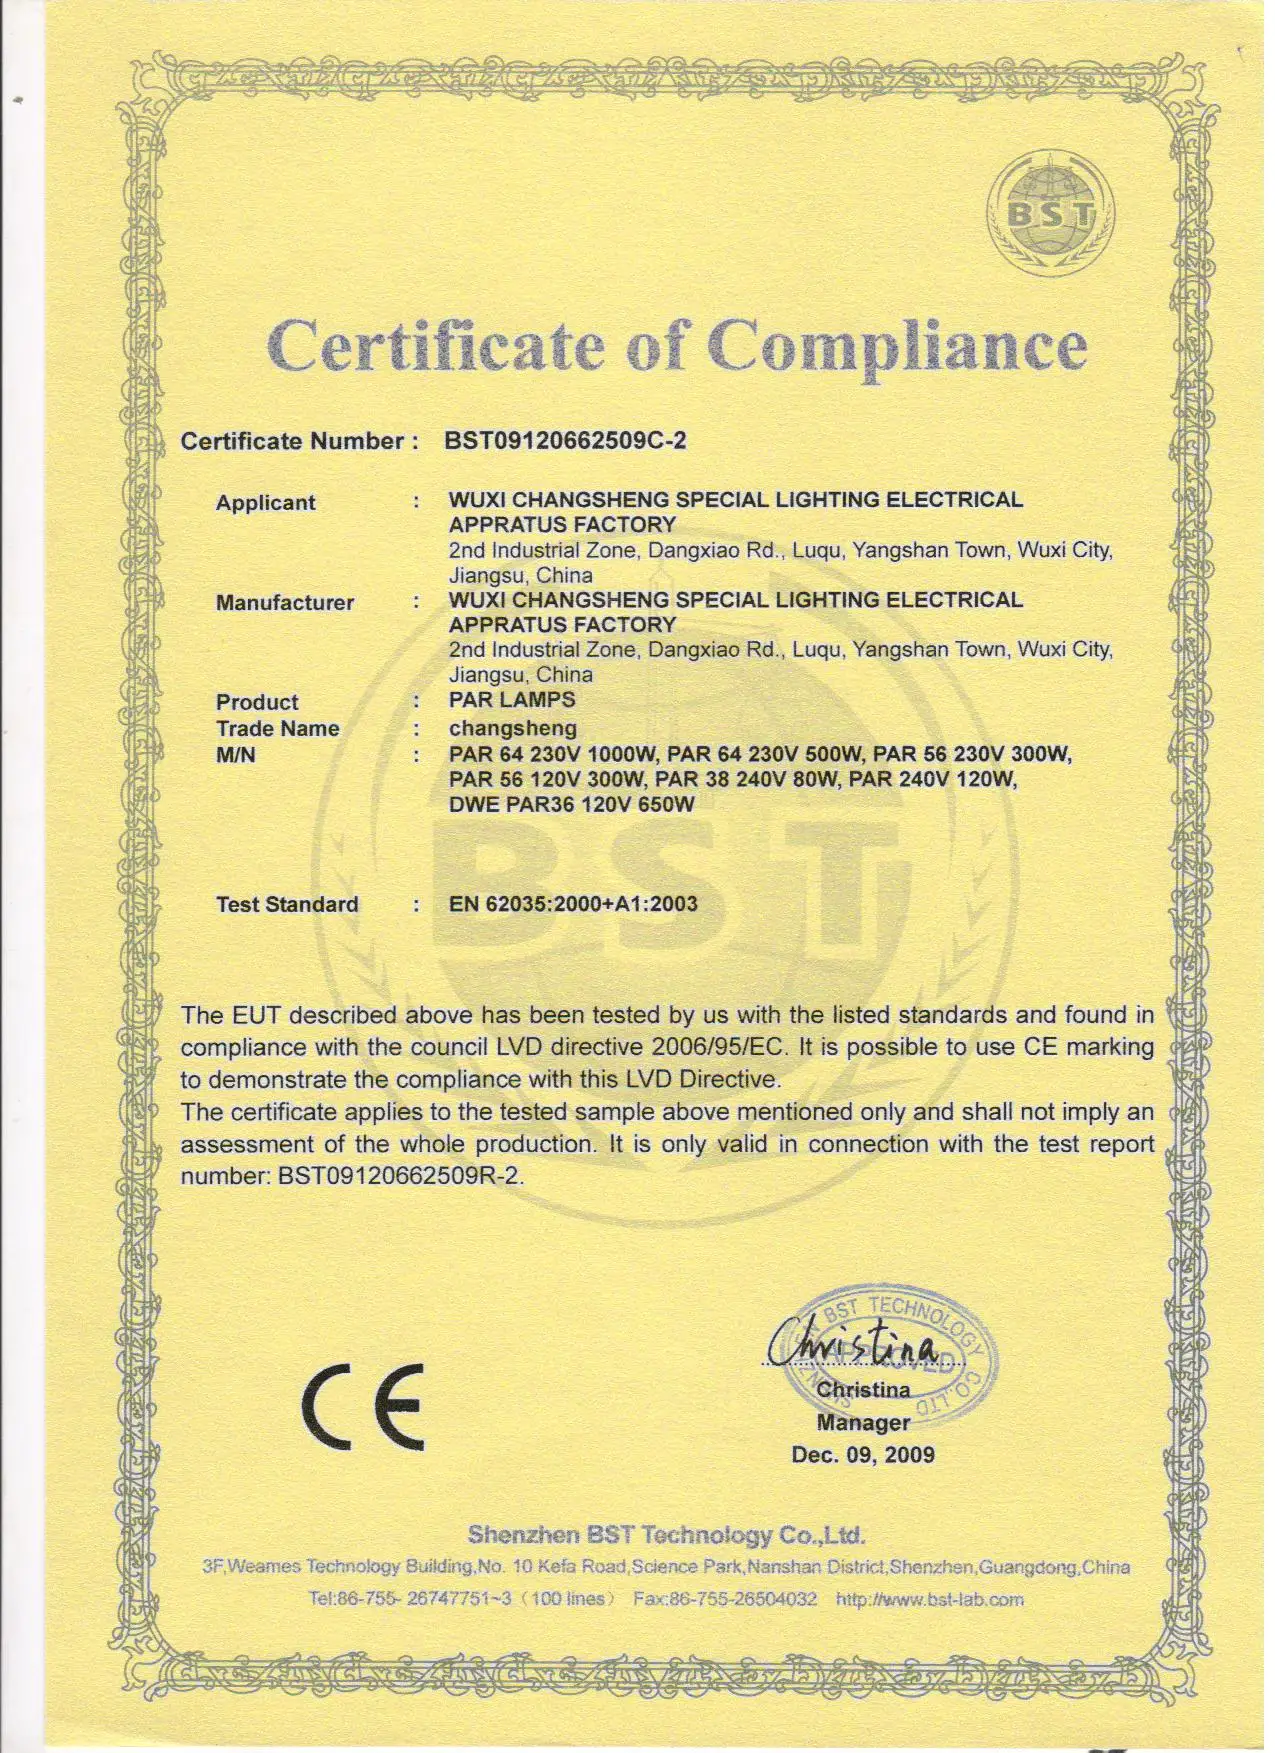 BST
Certificate of Compliance
Certificate Number : BST09120662509C-2
Applicant : WUXI CHANGSHENG SPECIAL LIGHTING ELECTRICAL
APPRATUS FACTORY
2nd Industrial Zone, Dangxiao Rd., Luqu, Yangshan Town, Wuxi City,
Jiangsu, China
Manufacturer : WUXI CHANGSHENG SPECIAL LIGHTING ELECTRICAL
APPRATUS FACTORY
2nd Industrial Zone, Dangxiao Rd., Luqu, Yangshan Town, Wuxi City,
Jiangsu, China
Product : PAR LAMPS
Trade Name : changsheng
M/N : PAR 64 230V 1000W, PAR 64 230V 500W, PAR 56 230V 300W,
PAR 56 120V 300W, PAR 38 240V 80W, PAR 240V 120W,
DWE PAR36 120V 650W
BST
Test Standard : EN 62035:2000+A1:2003
The EUT described above has been tested by us with the listed standards and found in
compliance with the council LVD directive 2006/95/EC. It is possible to use CE marking
to demonstrate the compliance with this LVD Directive.
The certificate applies to the tested sample above mentioned only and shall not imply an
assessment of the whole production. It is only valid in connection with the test report
number: BST09120662509R-2.
CE
SHENZHEN BST TECHNOLOGY CO.,LTD
APPROVED
Christina
Christina
Manager
Dec. 09, 2009
Shenzhen BST Technology Co.,Ltd.
3F,Weames Technology Building,No. 10 Kefa Road,Science Park,Nanshan District,Shenzhen,Guangdong,China
Tel:86-755- 26747751~3（100 lines） Fax:86-755-26504032 http://www.bst-lab.com